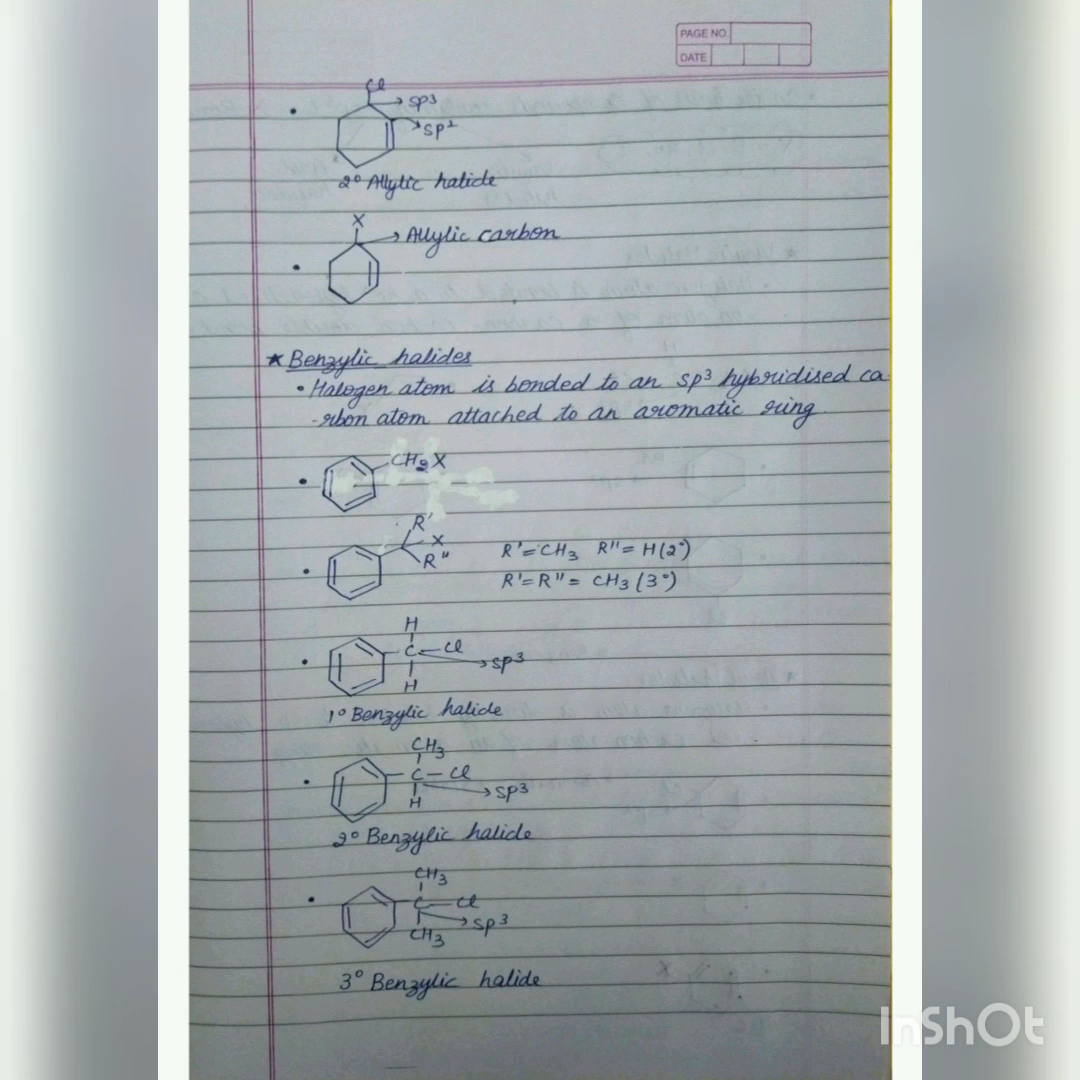 PAGE NO.
DATE
Cl
sp³
sp²
2° Allylic halide
X
Allylic carbon
★ Benzylic halides
• Halogen atom is bonded to an sp³ hybridised ca
-rbon atom attached to an aromatic ring.
CH₂X
R'
X
R"
R'=CH₃ R"=H(2°)
R'=R"= CH₃(3°)
H
C—Cl
sp³
H
1° Benzylic halide
CH₃
C—Cl
sp³
H
2° Benzylic halide
CH₃
C—Cl
sp³
CH₃
3° Benzylic halide
InShOt